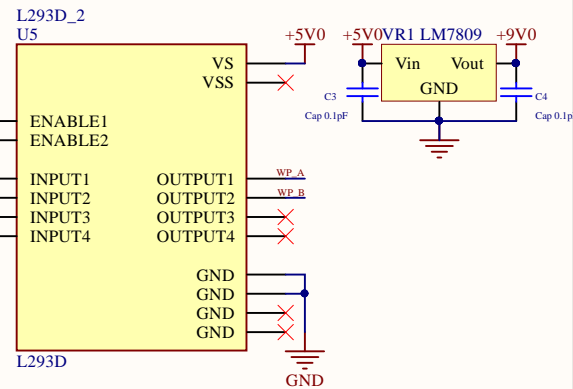 L293D_2
U5
VS
VSS
ENABLE1
ENABLE2
INPUT1
INPUT2
INPUT3
INPUT4
OUTPUT1
OUTPUT2
OUTPUT3
OUTPUT4
GND
GND
GND
GND
L293D
+5V0
WP_A
WP_B
GND
+5V0
VR1 LM7809
+9V0
Vin
Vout
GND
C3
Cap 0.1pF
C4
Cap 0.1p